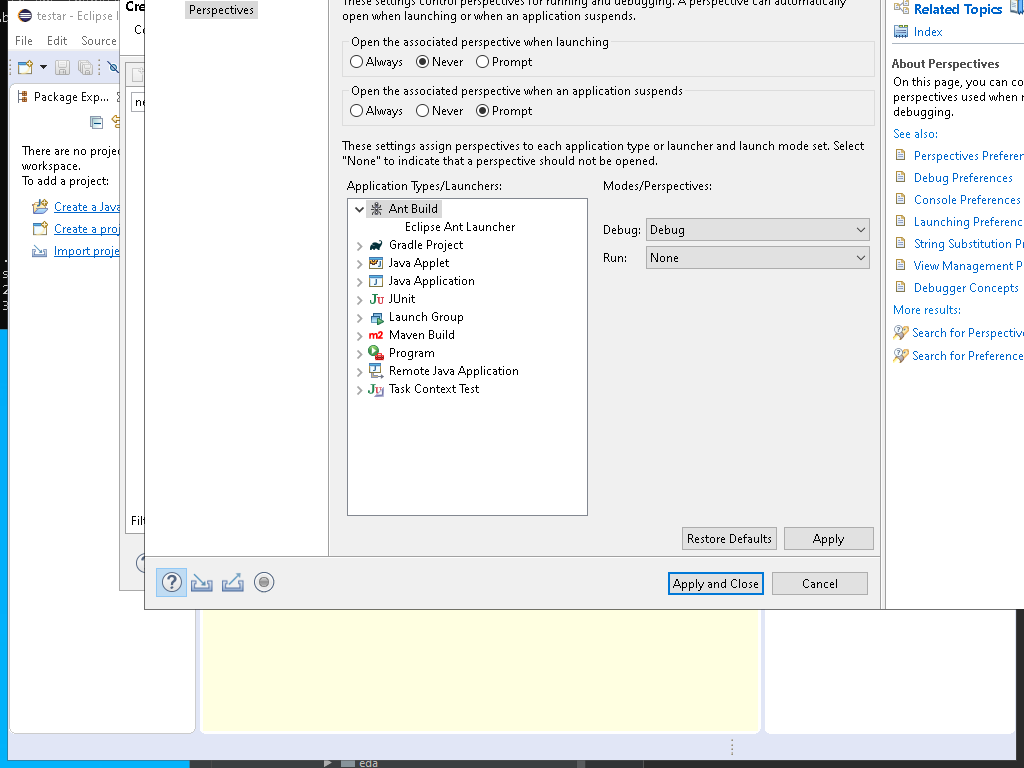 testar - Eclipse I
Cre
File Edit Source
Package Exp...
There are no proje
workspace.
To add a project:
Create a Java
Create a proj
Import proje
ne
Filt
Perspectives
These settings control perspectives for running and debugging. A perspective can automatically
open when launching or when an application suspends.
Open the associated perspective when launching
Always Never Prompt
Open the associated perspective when an application suspends
Always Never Prompt
These settings assign perspectives to each application type or launcher and launch mode set. Select
"None" to indicate that a perspective should not be opened.
Application Types/Launchers:
Ant Build
Eclipse Ant Launcher
Gradle Project
Java Applet
Java Application
JUnit
Launch Group
Maven Build
Program
Remote Java Application
Task Context Test
Modes/Perspectives:
Debug: Debug
Run: None
Restore Defaults Apply
Apply and Close Cancel
Related Topics
Index
About Perspectives
On this page, you can co
perspectives used when r
debugging.
See also:
Perspectives Preferen
Debug Preferences
Console Preferences
Launching Preferenc
String Substitution Pr
View Management P
Debugger Concepts
More results:
Search for Perspective
Search for Preference
eda